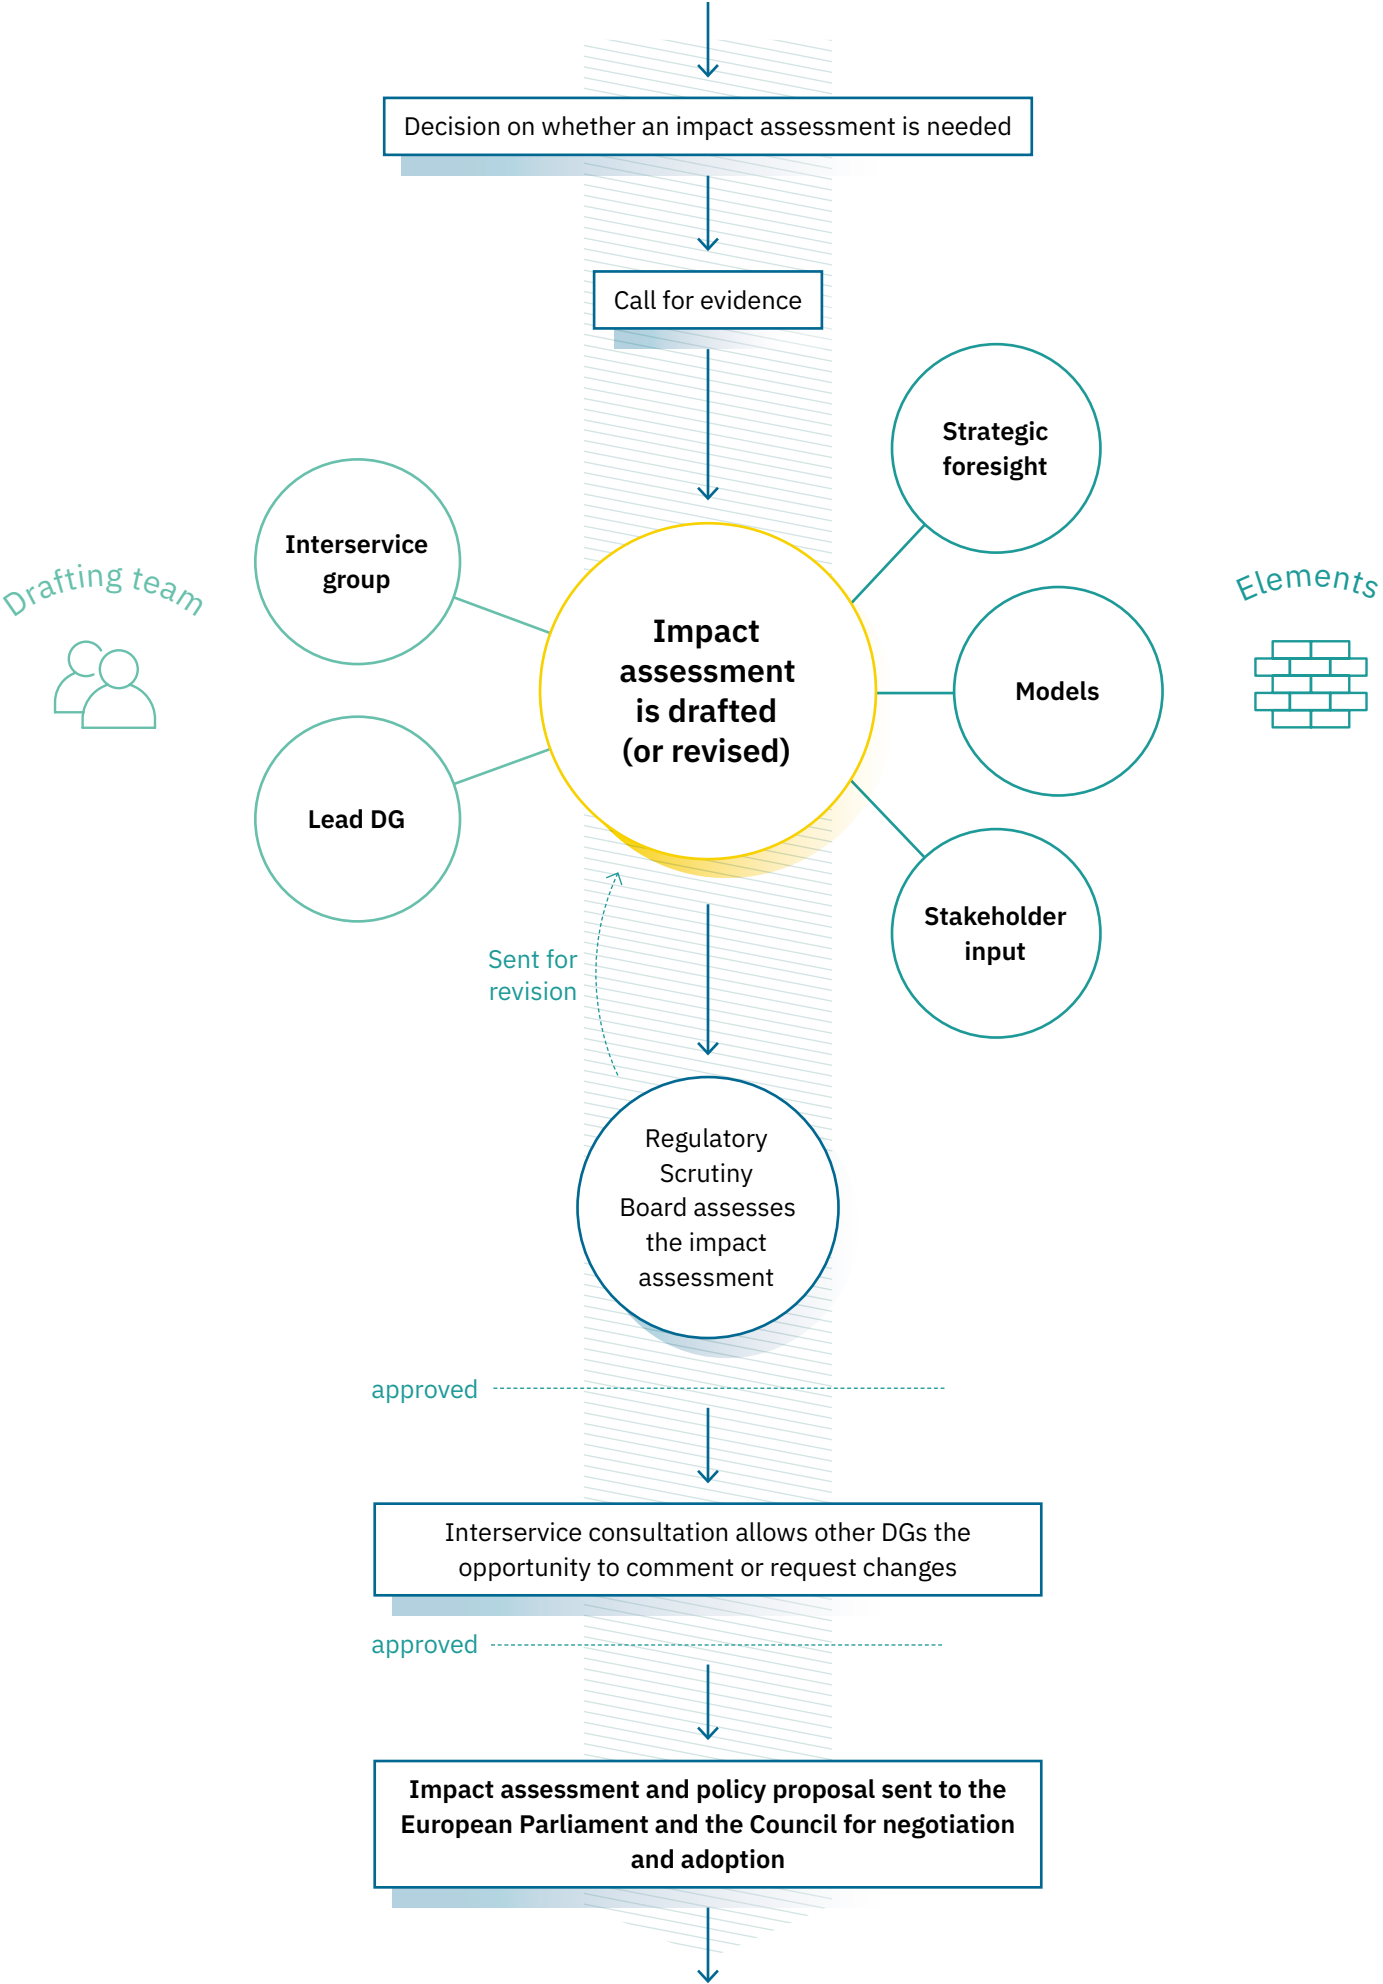 Decision on whether an impact assessment is needed
Call for evidence
Strategic
foresight
Interservice
group
Drafting team
Elements
Impact
assessment
is drafted
(or revised)
Models
Lead DG
Stakeholder
input
Sent for
revision
Regulatory
Scrutiny
Board assesses
the impact
assessment
approved
Interservice consultation allows other DGs the
opportunity to comment or request changes
approved
Impact assessment and policy proposal sent to the
European Parliament and the Council for negotiation
and adoption